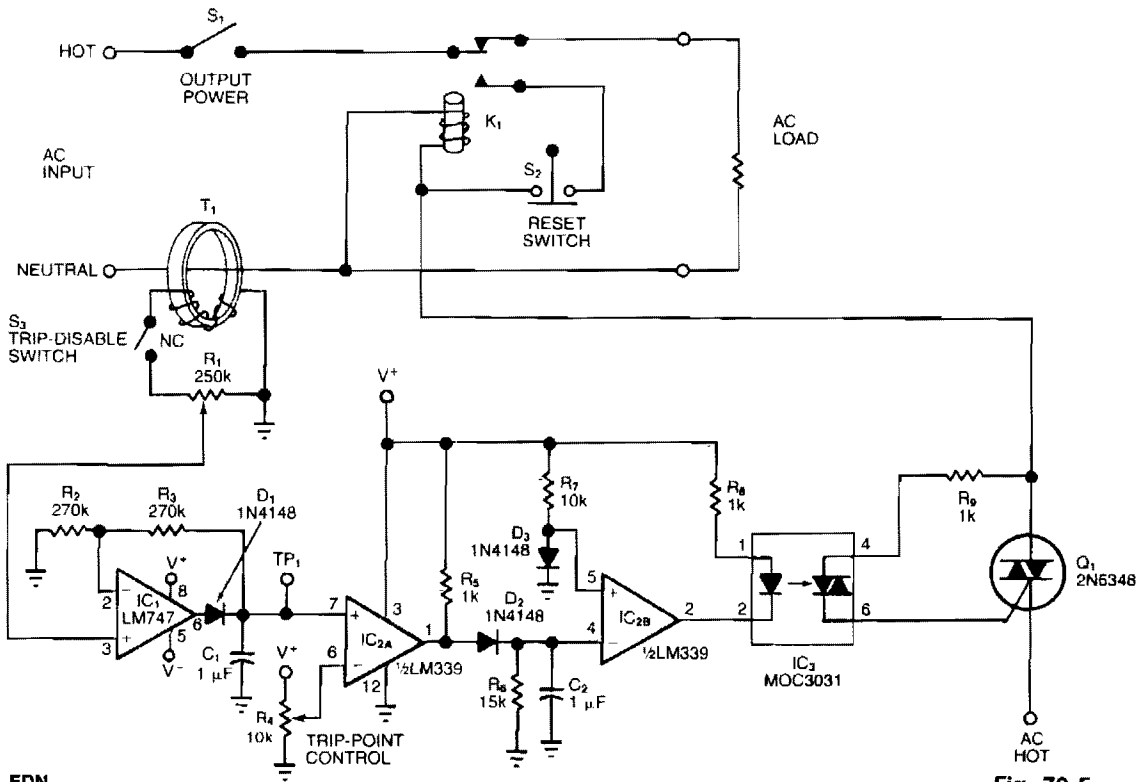 S1
HOT
OUTPUT
POWER
K1
AC
LOAD
AC
INPUT
S2
RESET
SWITCH
T1
NEUTRAL
S3
TRIP-DISABLE
SWITCH
NC
R1
250k
V+
R2
270k
R3
270k
D1
1N4148
R7
10k
R8
1k
R9
1k
D3
1N4148
TP1
V+
8
2
−
IC1
LM747
6
3
+
5
V−
C1
1 µF
R5
1k
7
+
3
IC2A
1
6
−
12
½LM339
V+
R4
10k
TRIP-POINT
CONTROL
D2
1N4148
R6
15k
C2
1 µF
5
+
IC2B
2
4
−
½LM339
1
4
2
6
IC3
MOC3031
Q1
2N6348
AC
HOT
EDN
Fig. 70-5